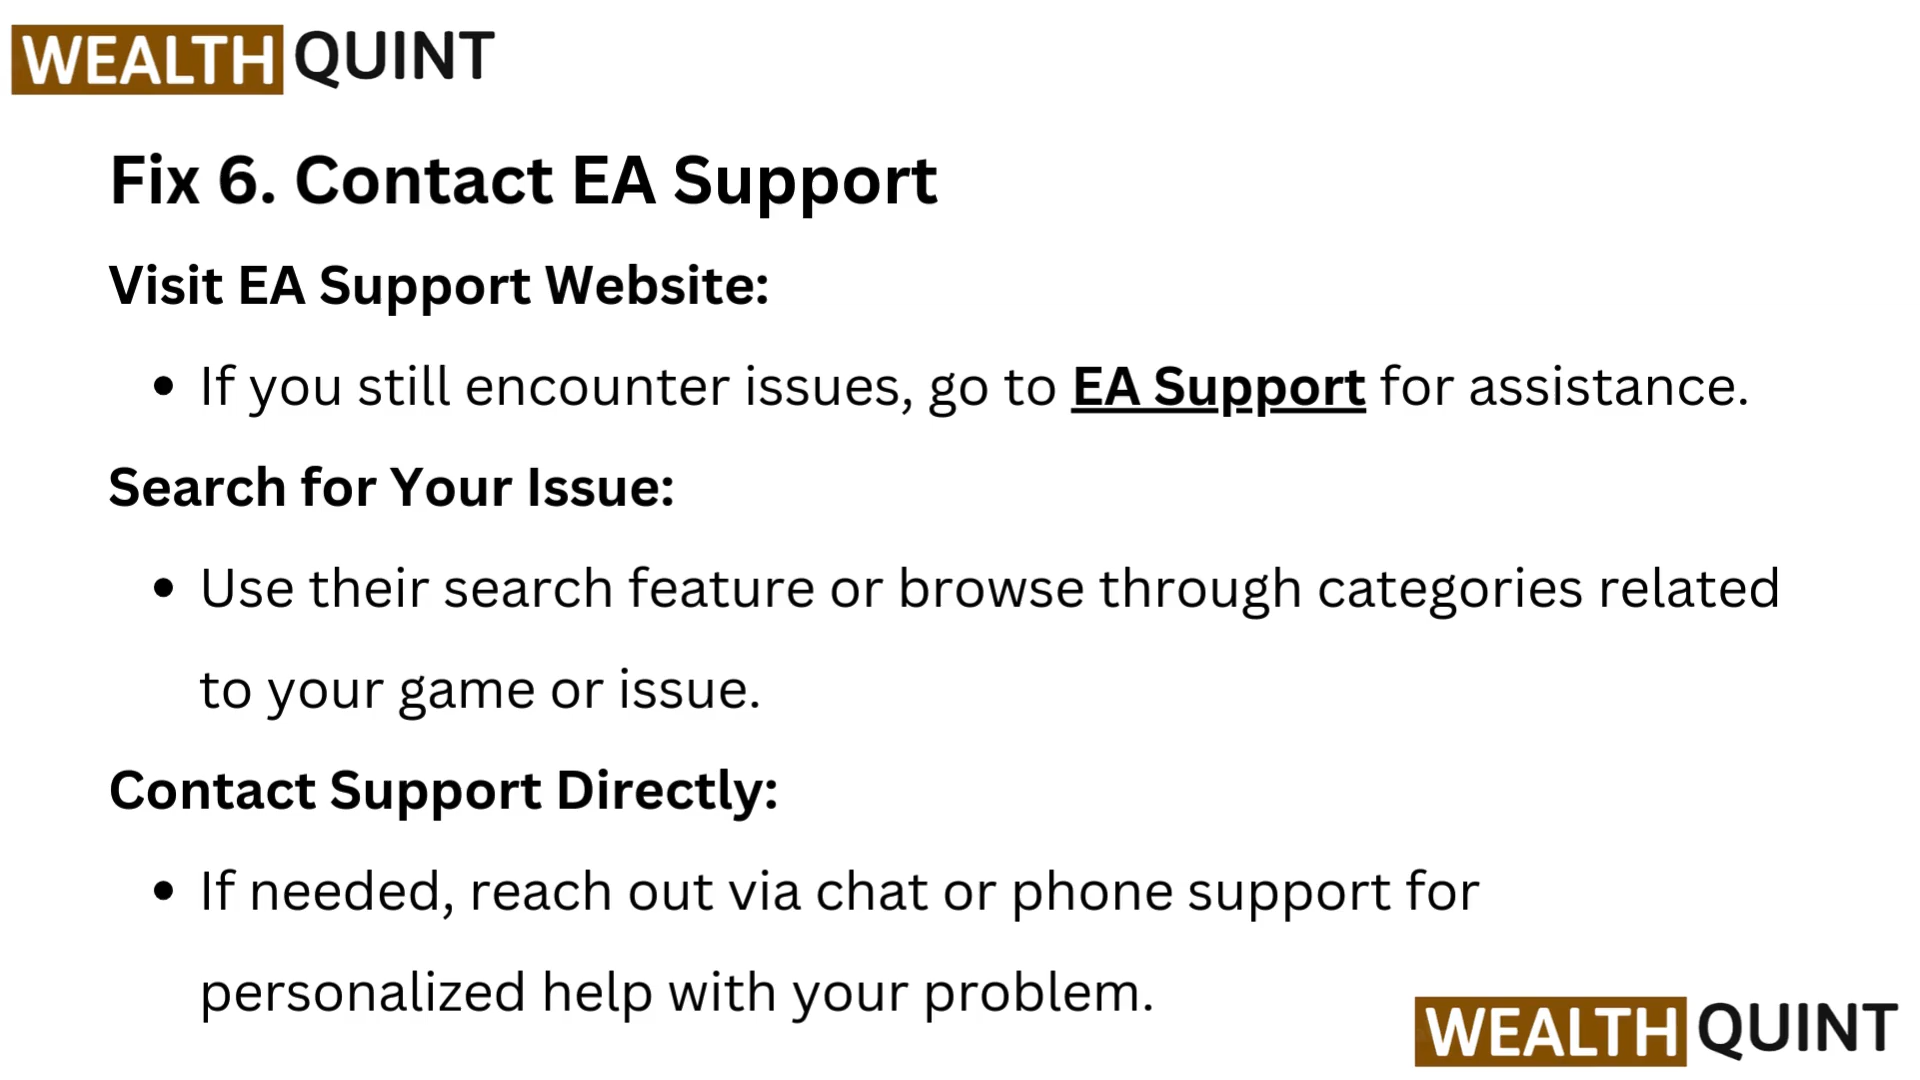 WEALTH QUINT
Fix 6. Contact EA Support
Visit EA Support Website:
• If you still encounter issues, go to EA Support for assistance.
Search for Your Issue:
• Use their search feature or browse through categories related
to your game or issue.
Contact Support Directly:
• If needed, reach out via chat or phone support for
personalized help with your problem.
WEALTH QUINT